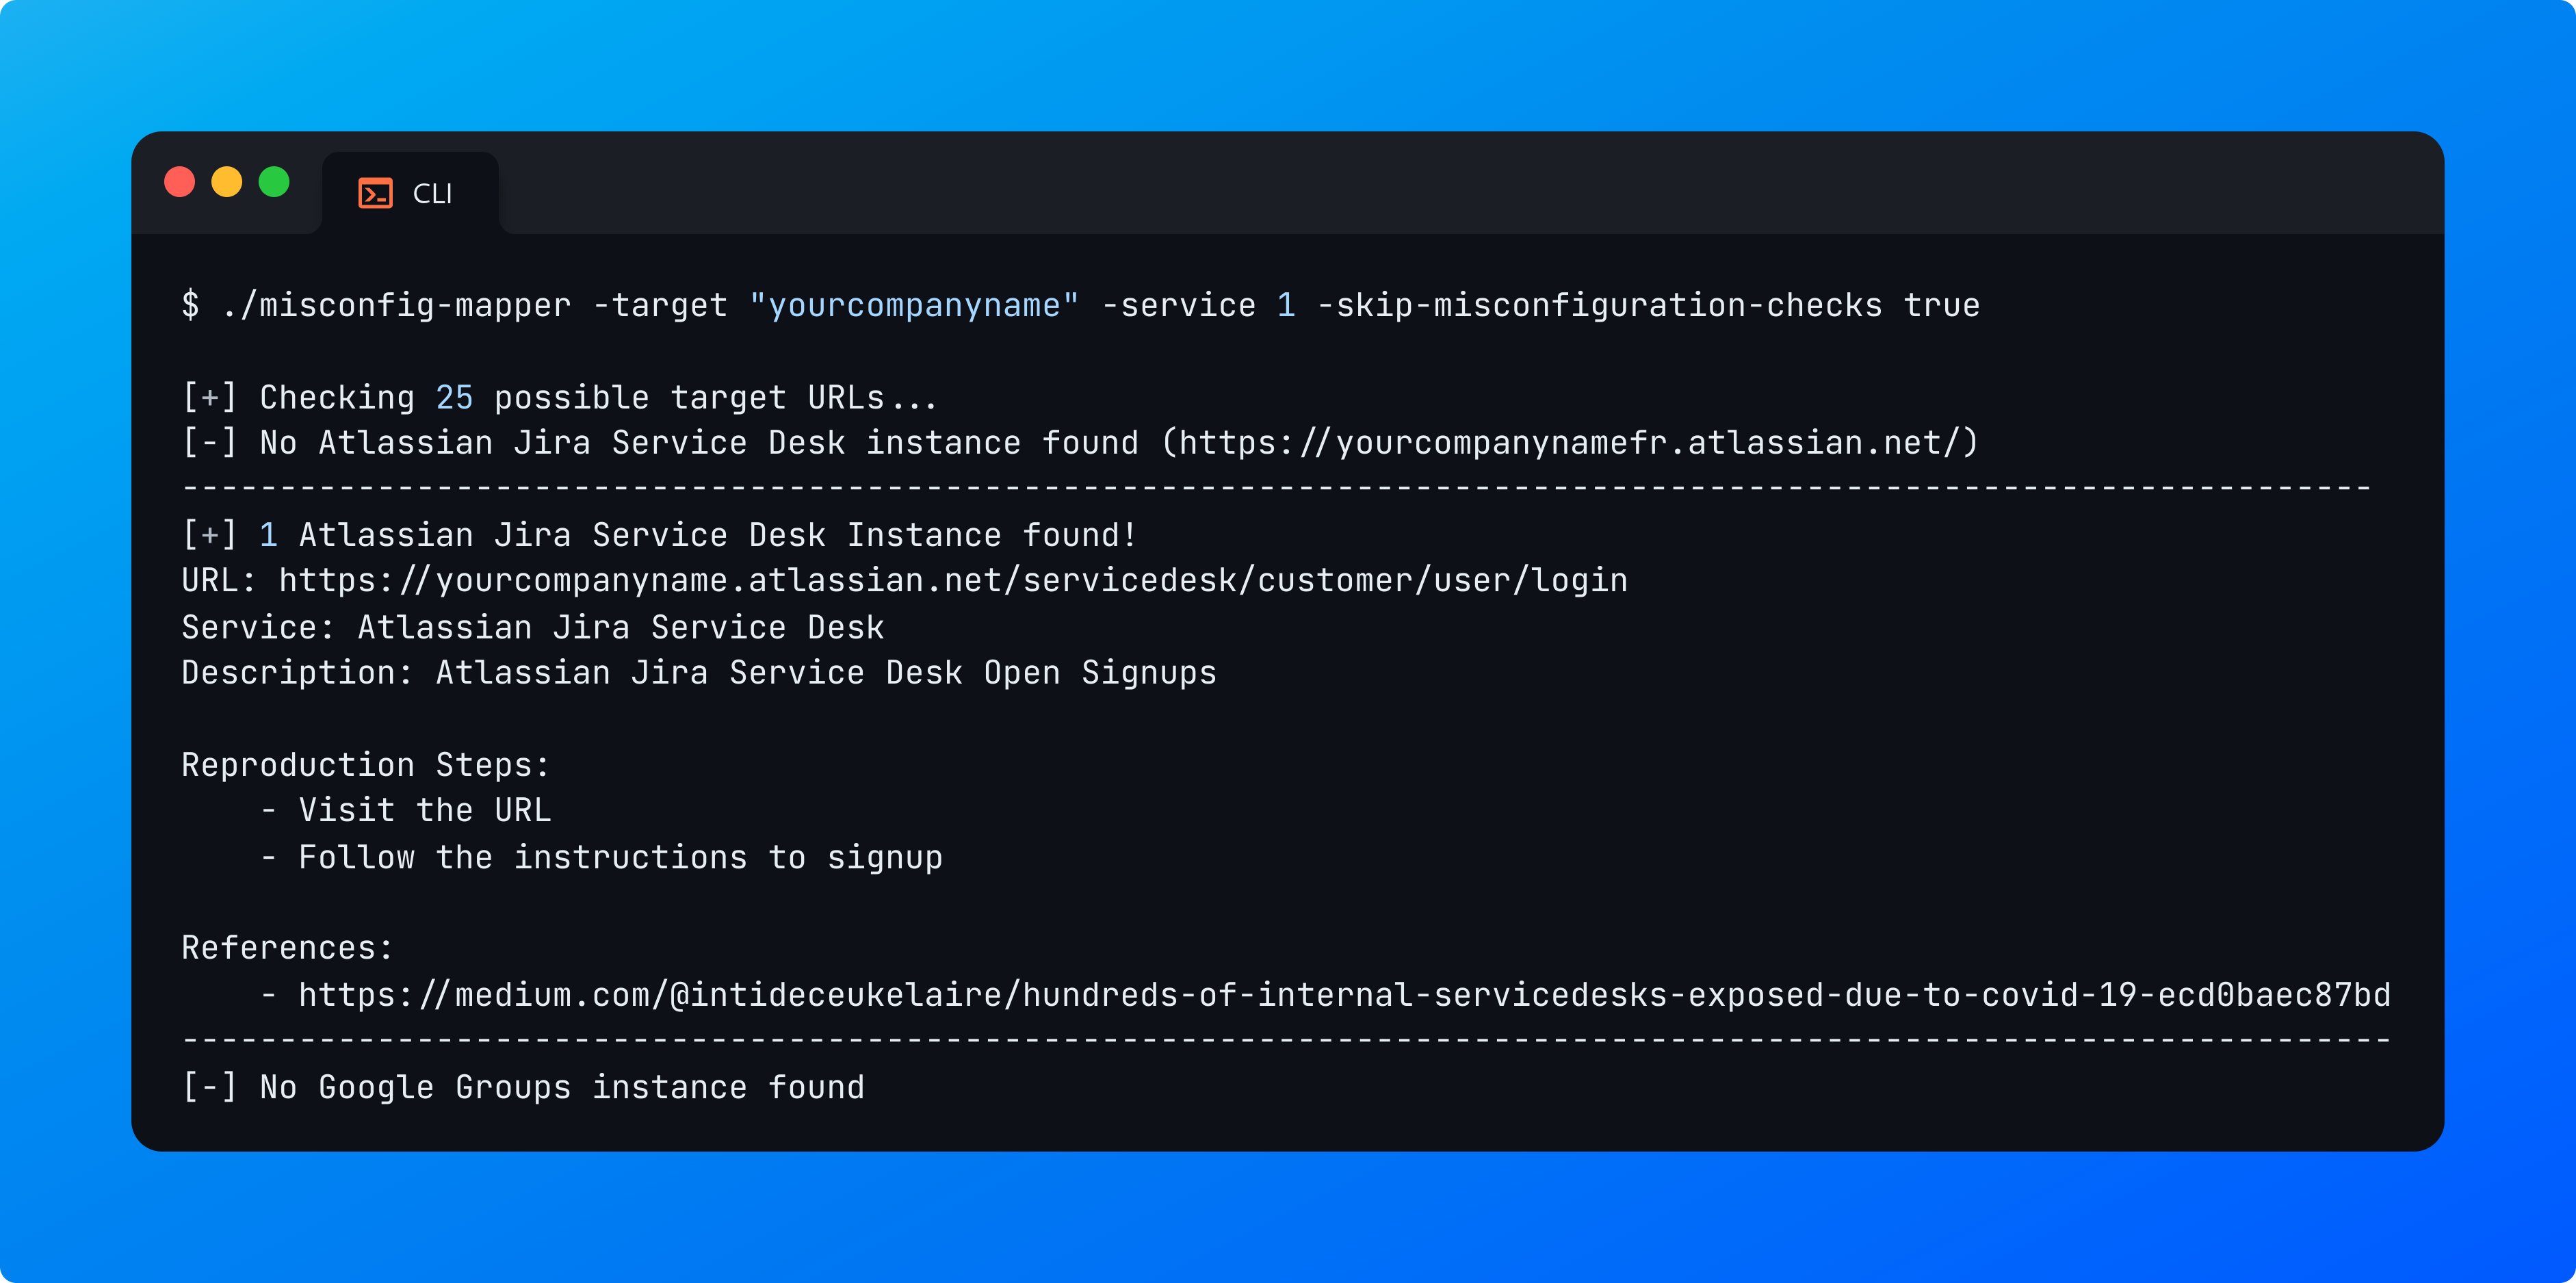 CLI
$ ./misconfig-mapper -target "yourcompanyname" -service 1 -skip-misconfiguration-checks true
[+] Checking 25 possible target URLs...
[-] No Atlassian Jira Service Desk instance found (https://yourcompanynamefr.atlassian.net/)
----------------------------------------------------------------------------------------------------------------
[+] 1 Atlassian Jira Service Desk Instance found!
URL: https://yourcompanyname.atlassian.net/servicedesk/customer/user/login
Service: Atlassian Jira Service Desk
Description: Atlassian Jira Service Desk Open Signups
Reproduction Steps:
- Visit the URL
- Follow the instructions to signup
References:
- https://medium.com/@intideceukelaire/hundreds-of-internal-servicedesks-exposed-due-to-covid-19-ecd0baec87bd
-----------------------------------------------------------------------------------------------------------------
[-] No Google Groups instance found